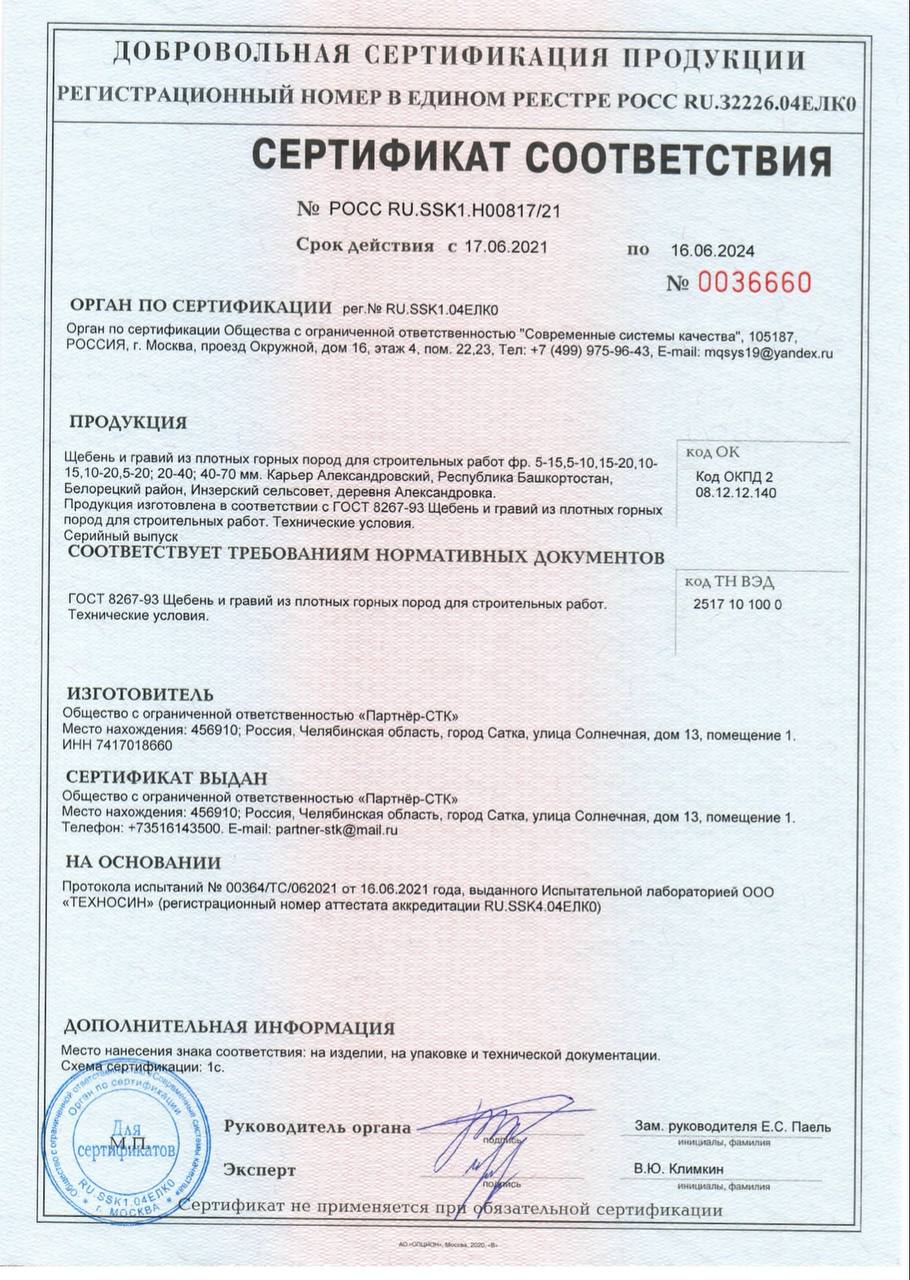 ДОБРОВОЛЬНАЯ СЕРТИФИКАЦИЯ ПРОДУКЦИИ
РЕГИСТРАЦИОННЫЙ НОМЕР В ЕДИНОМ РЕЕСТРЕ РОСС RU.32226.04ЕЛК0
СЕРТИФИКАТ СООТВЕТСТВИЯ
№ РОСС RU.SSK1.H00817/21
Срок действия с 17.06.2021 по 16.06.2024
№ 0036660
ОРГАН ПО СЕРТИФИКАЦИИ рег.№ RU.SSK1.04ЕЛК0
Орган по сертификации Общества с ограниченной ответственностью "Современные системы качества", 105187,
РОССИЯ, г. Москва, проезд Окружной, дом 16, этаж 4, пом. 22,23, Тел: +7 (499) 975-96-43, E-mail: mqsys19@yandex.ru
ПРОДУКЦИЯ
Щебень и гравий из плотных горных пород для строительных работ фр. 5-15,5-10,15-20,10-
15,10-20,5-20; 20-40; 40-70 мм. Карьер Александровский, Республика Башкортостан,
Белорецкий район, Инзерский сельсовет, деревня Александровка.
Продукция изготовлена в соответствии с ГОСТ 8267-93 Щебень и гравий из плотных горных
пород для строительных работ. Технические условия.
Серийный выпуск
код ОК
Код ОКПД 2
08.12.12.140
СООТВЕТСТВУЕТ ТРЕБОВАНИЯМ НОРМАТИВНЫХ ДОКУМЕНТОВ
ГОСТ 8267-93 Щебень и гравий из плотных горных пород для строительных работ.
Технические условия.
код ТН ВЭД
2517 10 100 0
ИЗГОТОВИТЕЛЬ
Общество с ограниченной ответственностью «Партнёр-СТК»
Место нахождения: 456910; Россия, Челябинская область, город Сатка, улица Солнечная, дом 13, помещение 1.
ИНН 7417018660
СЕРТИФИКАТ ВЫДАН
Общество с ограниченной ответственностью «Партнёр-СТК»
Место нахождения: 456910; Россия, Челябинская область, город Сатка, улица Солнечная, дом 13, помещение 1.
Телефон: +73516143500. E-mail: partner-stk@mail.ru
НА ОСНОВАНИИ
Протокола испытаний № 00364/ТС/062021 от 16.06.2021 года, выданного Испытательной лабораторией ООО
«ТЕХНОСИН» (регистрационный номер аттестата аккредитации RU.SSK4.04ЕЛК0)
ДОПОЛНИТЕЛЬНАЯ ИНФОРМАЦИЯ
Место нанесения знака соответствия: на изделии, на упаковке и технической документации.
Схема сертификации: 1с.
Общество с ограниченной ответственностью «Современные системы качества»
Орган по сертификации
Для
сертификатов
М.П.
RU.SSK1.04ЕЛК0
* г. МОСКВА *
Руководитель органа
подпись
Зам. руководителя Е.С. Паель
инициалы, фамилия
Эксперт
подпись
В.Ю. Климкин
инициалы, фамилия
Сертификат не применяется при обязательной сертификации
АО «ОПЦИОН», Москва, 2020, «В»